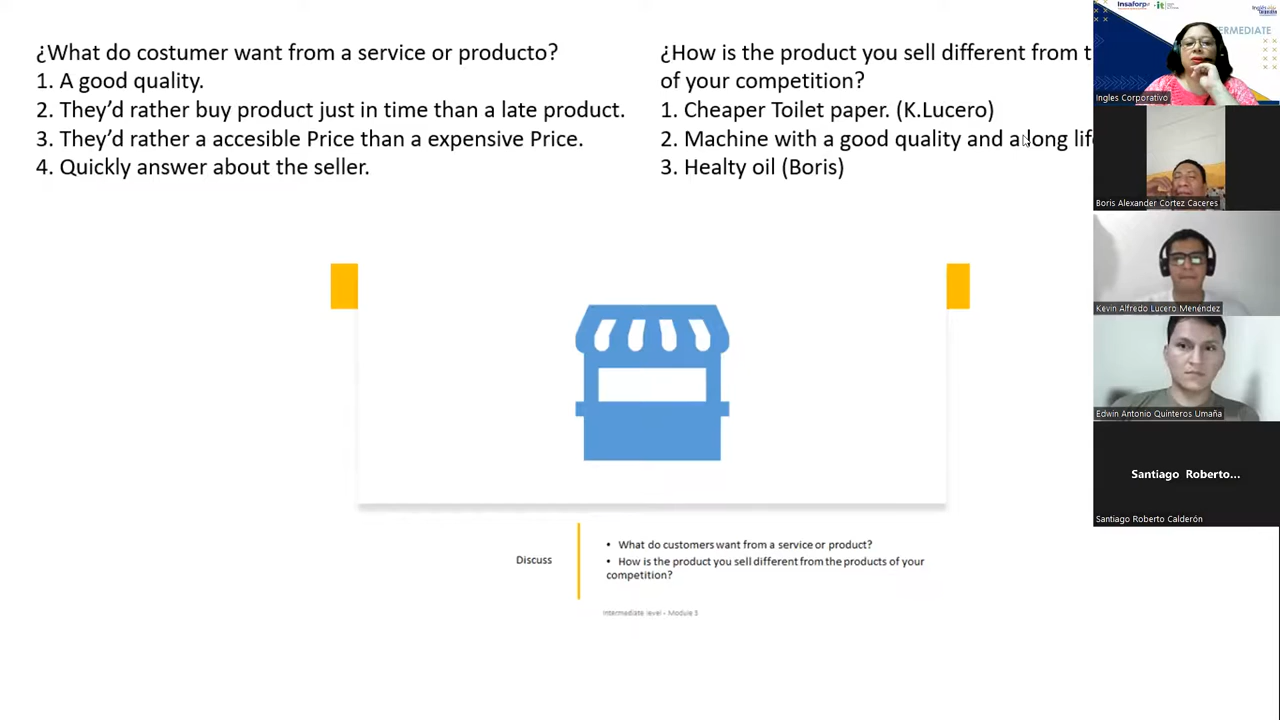 ¿What do costumer want from a service or producto?
1. A good quality.
2. They’d rather buy product just in time than a late product.
3. They’d rather a accesible Price than a expensive Price.
4. Quickly answer about the seller.
¿How is the product you sell different from
of your competition?
1. Cheaper Toilet paper. (K.Lucero)
2. Machine with a good quality and a long
3. Healty oil (Boris)
Discuss
• What do customers want from a service or product?
• How is the product you sell different from the products of your
competition?
Intermediate level - Module 3
Insaforp
Ingles Corporativo
Boris Alexander Cortez Caceres
Kevin Alfredo Lucero Menéndez
Edwin Antonio Quinteros Umaña
Santiago Roberto...
Santiago Roberto Calderón